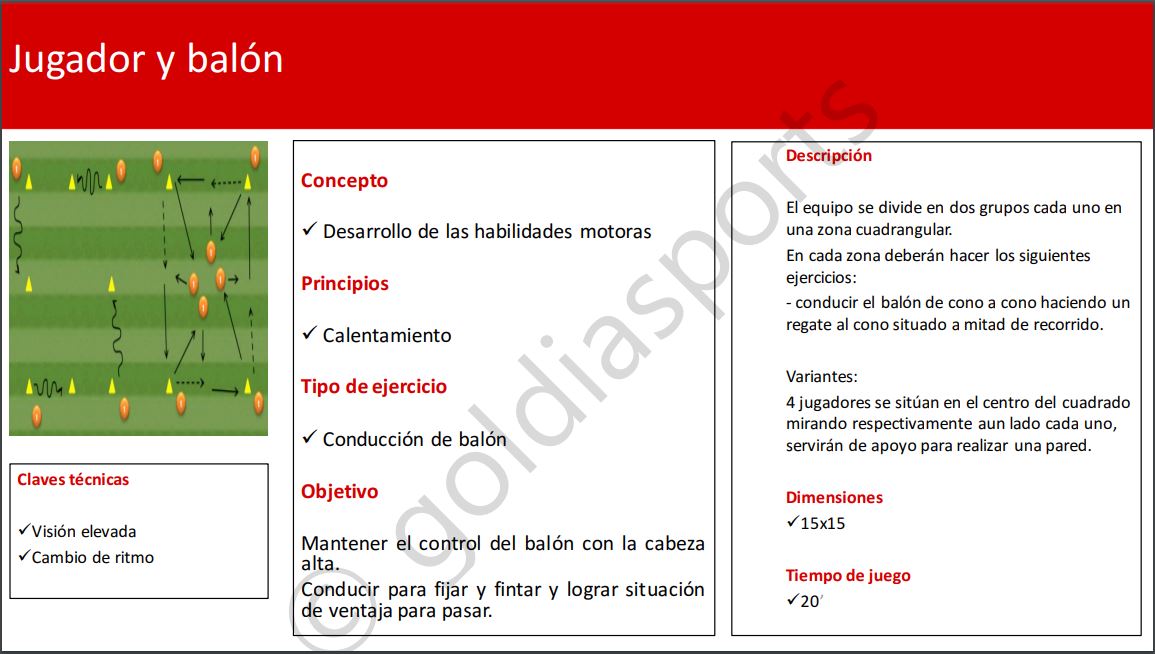 Jugador y balón
Claves técnicas
✓Visión elevada
✓Cambio de ritmo
Concepto
✓ Desarrollo de las habilidades motoras
Principios
✓ Calentamiento
Tipo de ejercicio
✓ Conducción de balón
Objetivo
Mantener el control del balón con la cabeza
alta.
Conducir para fijar y fintar y lograr situación
de ventaja para pasar.
Descripción
El equipo se divide en dos grupos cada uno en
una zona cuadrangular.
En cada zona deberán hacer los siguientes
ejercicios:
- conducir el balón de cono a cono haciendo un
regate al cono situado a mitad de recorrido.
Variantes:
4 jugadores se sitúan en el centro del cuadrado
mirando respectivamente aun lado cada uno,
servirán de apoyo para realizar una pared.
Dimensiones
✓15x15
Tiempo de juego
✓20’
© goldiasports